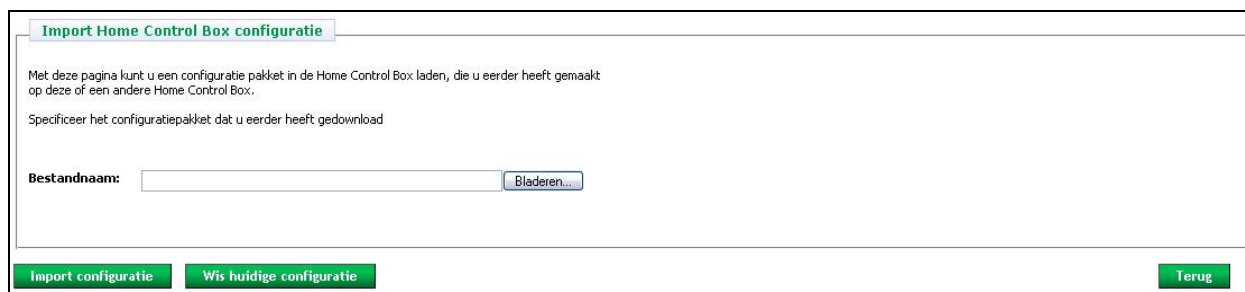 Import Home Control Box configuratie
Met deze pagina kunt u een configuratie pakket in de Home Control Box laden, die u eerder heeft gemaakt
op deze of een andere Home Control Box.
Specificeer het configuratiepakket dat u eerder heeft gedownload
Bestandnaam: Bladeren...
Import configuratie Wis huidige configuratie Terug